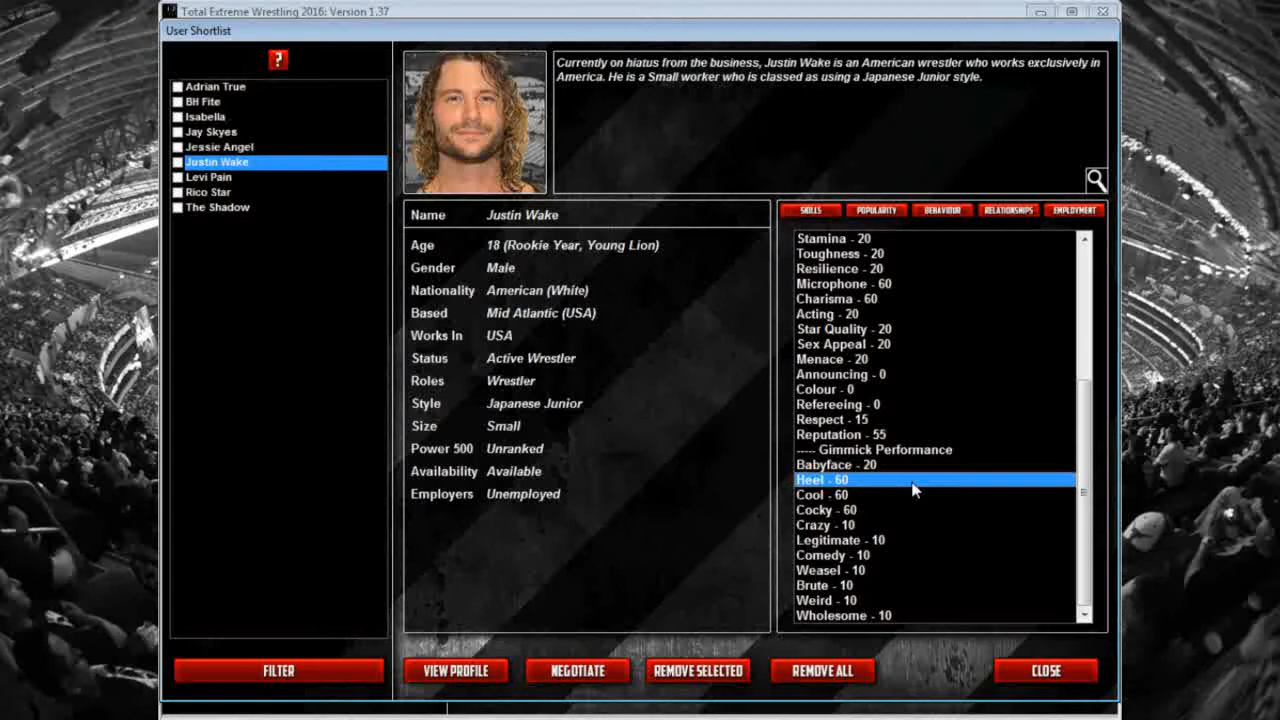 Total Extreme Wrestling 2016: Version 1.37
User Shortlist
?
Adrian True
BH Fite
Isabella
Jay Skyes
Jessie Angel
Justin Wake
Levi Pain
Rico Star
The Shadow
FILTER
Currently on hiatus from the business, Justin Wake is an American wrestler who works exclusively in
America. He is a Small worker who is classed as using a Japanese Junior style.
Name Justin Wake
Age 18 (Rookie Year, Young Lion)
Gender Male
Nationality American (White)
Based Mid Atlantic (USA)
Works In USA
Status Active Wrestler
Roles Wrestler
Style Japanese Junior
Size Small
Power 500 Unranked
Availability Available
Employers Unemployed
SKILLS POPULARITY BEHAVIOUR RELATIONSHIPS EMPLOYMENT
Stamina - 20
Toughness - 20
Resilience - 20
Microphone - 60
Charisma - 60
Acting - 20
Star Quality - 20
Sex Appeal - 20
Menace - 20
Announcing - 0
Colour - 0
Refereeing - 0
Respect - 15
Reputation - 55
----- Gimmick Performance
Babyface - 20
Heel - 60
Cool - 60
Cocky - 60
Crazy - 10
Legitimate - 10
Comedy - 10
Weasel - 10
Brute - 10
Weird - 10
Wholesome - 10
VIEW PROFILE NEGOTIATE REMOVE SELECTED REMOVE ALL CLOSE